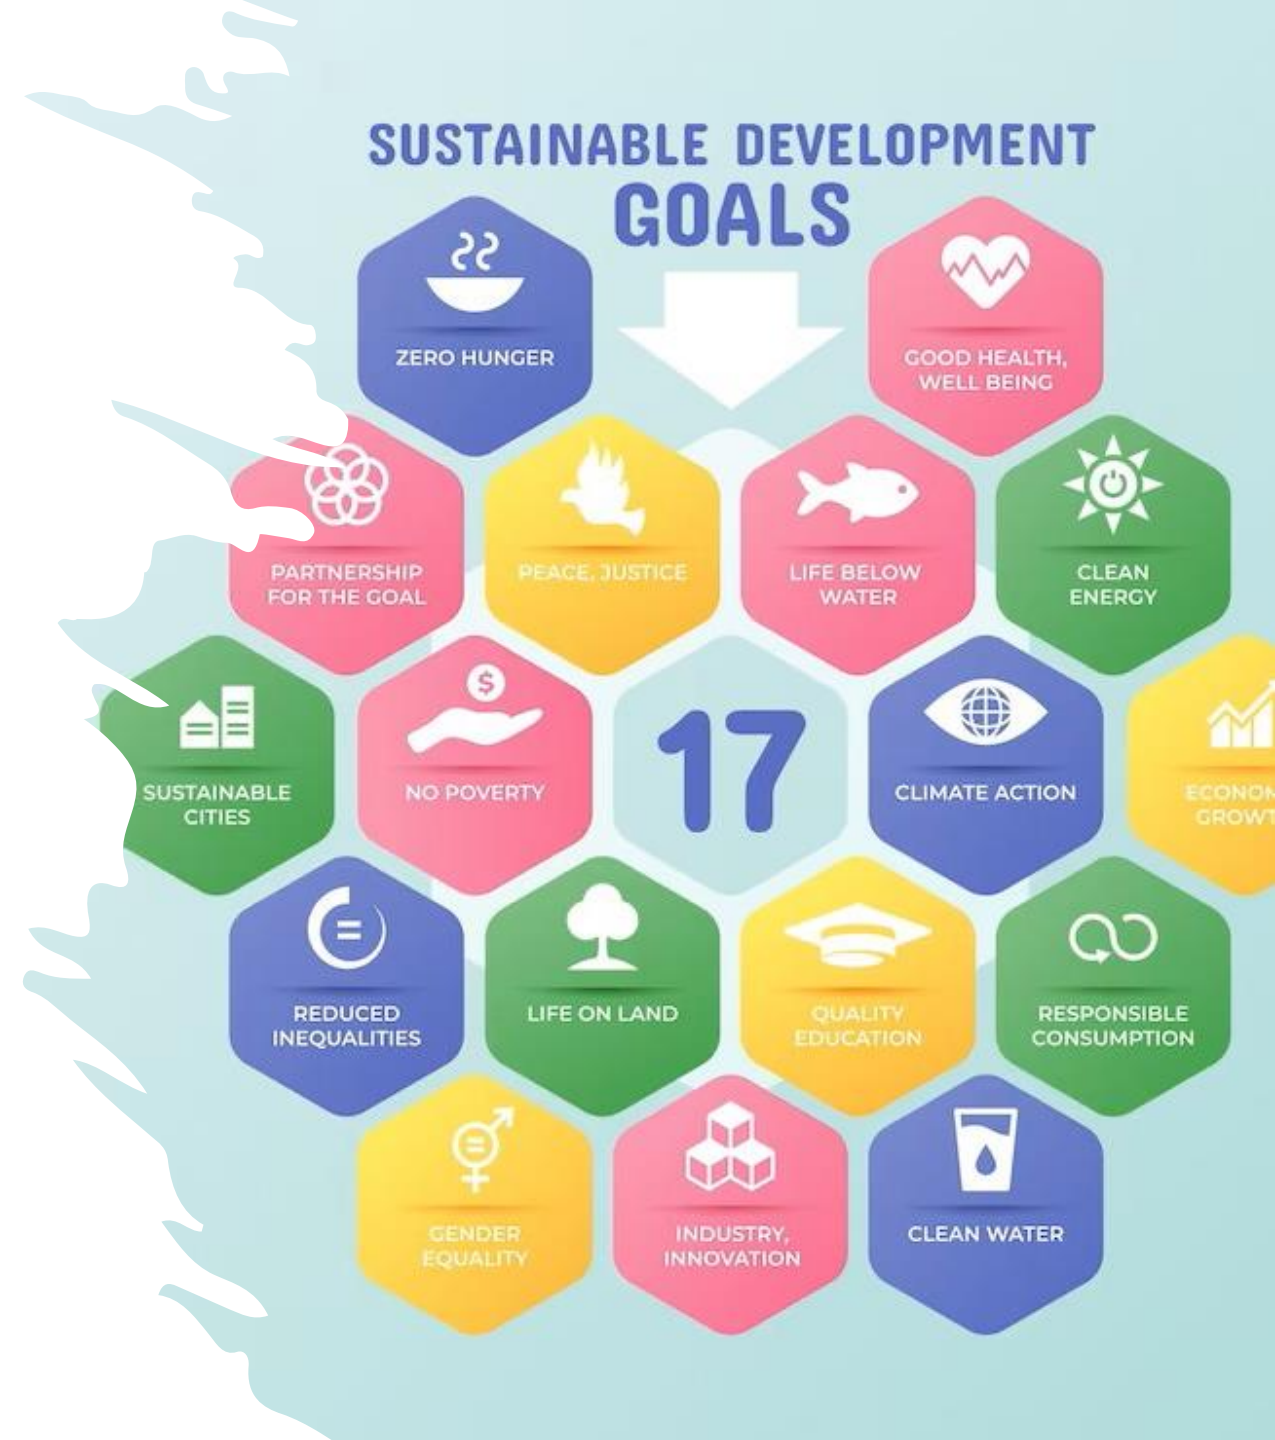 SUSTAINABLE DEVELOPMENT
GOALS
ZERO HUNGER
GOOD HEALTH,
WELL BEING
PARTNERSHIP
FOR THE GOAL
PEACE, JUSTICE
LIFE BELOW
WATER
CLEAN
ENERGY
SUSTAINABLE
CITIES
$
NO POVERTY
17
CLIMATE ACTION
ECONOM
GROWT
REDUCED
INEQUALITIES
LIFE ON LAND
QUALITY
EDUCATION
RESPONSIBLE
CONSUMPTION
GENDER
EQUALITY
INDUSTRY,
INNOVATION
CLEAN WATER